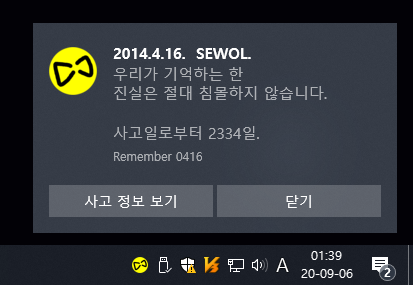 2014.4.16. SEWOL.
우리가 기억하는 한
진실은 절대 침몰하지 않습니다.
사고일로부터 2334일.
Remember 0416
사고 정보 보기
닫기
A
01:39
20-09-06
2